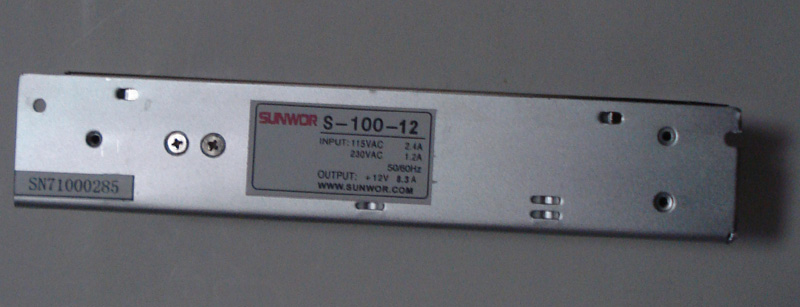 SUNWOR S-100-12
INPUT: 115VAC 2.4A
230VAC 1.2A
50/60Hz
OUTPUT: +12V 8.3A
WWW.SUNWOR.COM
SN71000285